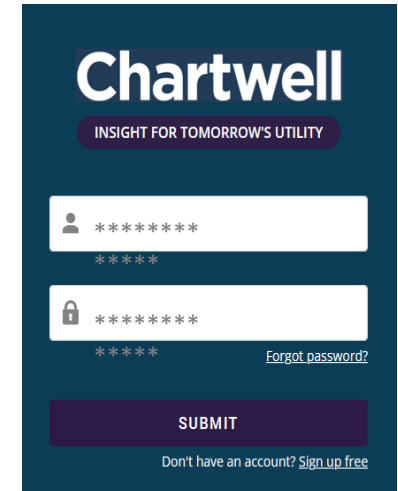 Chartwell
INSIGHT FOR TOMORROW'S UTILITY
********
*****
********
*****
Forgot password?
SUBMIT
Don't have an account? Sign up free